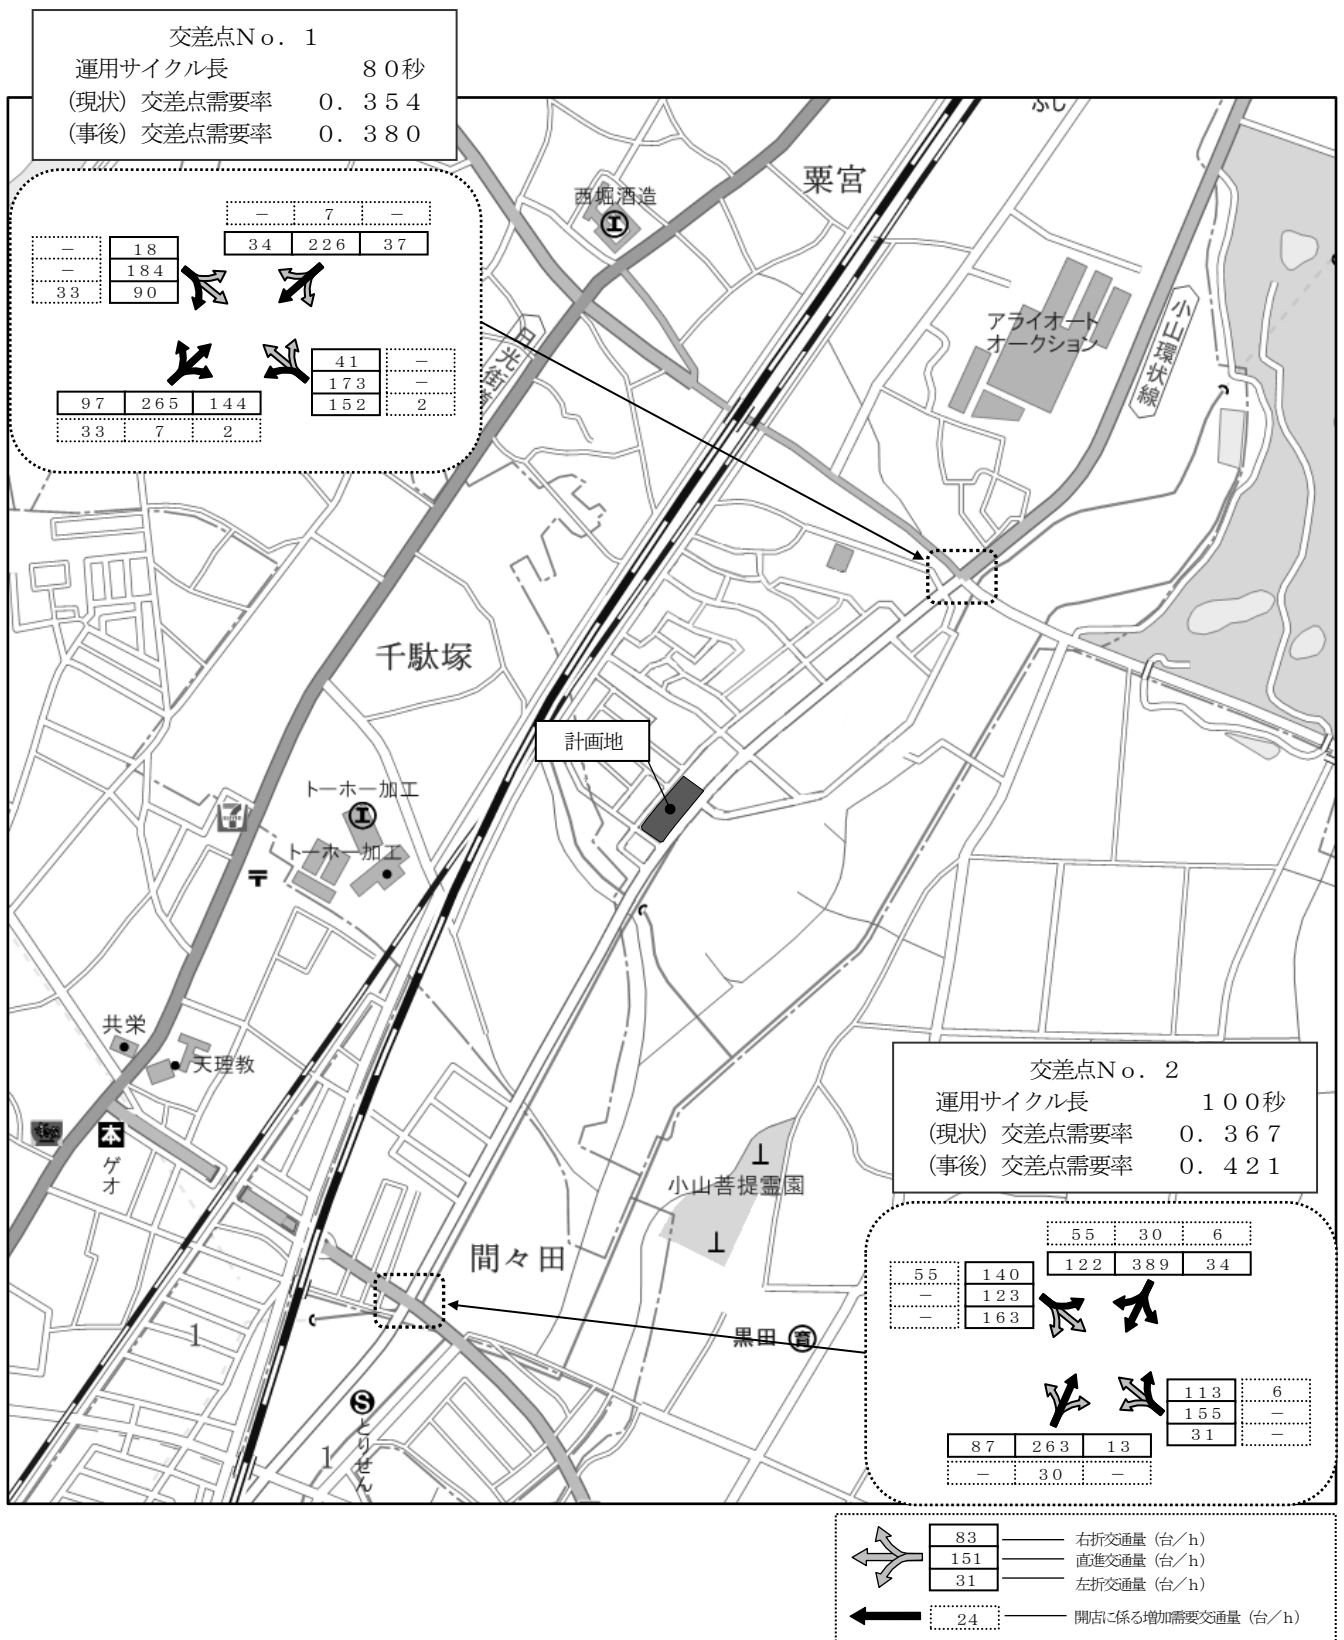 交差点Ｎｏ．１
運用サイクル長 ８０秒
(現状) 交差点需要率 ０．３５４
(事後) 交差点需要率 ０．３８０
－ ７ －
３４ ２２６ ３７
－ １８
－ １８４
３３ ９０
４１ －
１７３ －
１５２ ２
９７ ２６５ １４４
３３ ７ ２
西堀酒造
粟宮
アライオート
オークション
小山環状線
日光街
千駄塚
計画地
トーホー加工
トーホー加工
共栄
天理教
本
ゲオ
間々田
小山菩提霊園
黒田
育
S
とりせん
1
1
交差点Ｎｏ．２
運用サイクル長 １００秒
(現状) 交差点需要率 ０．３６７
(事後) 交差点需要率 ０．４２１
５５ ３０ ６
１２２ ３８９ ３４
５５ １４０
－ １２３
－ １６３
１１３ ６
１５５ －
３１ －
８７ ２６３ １３
－ ３０ －
83 右折交通量（台／h）
151 直進交通量（台／h）
31 左折交通量（台／h）
24 開店に係る増加需要交通量（台／h）